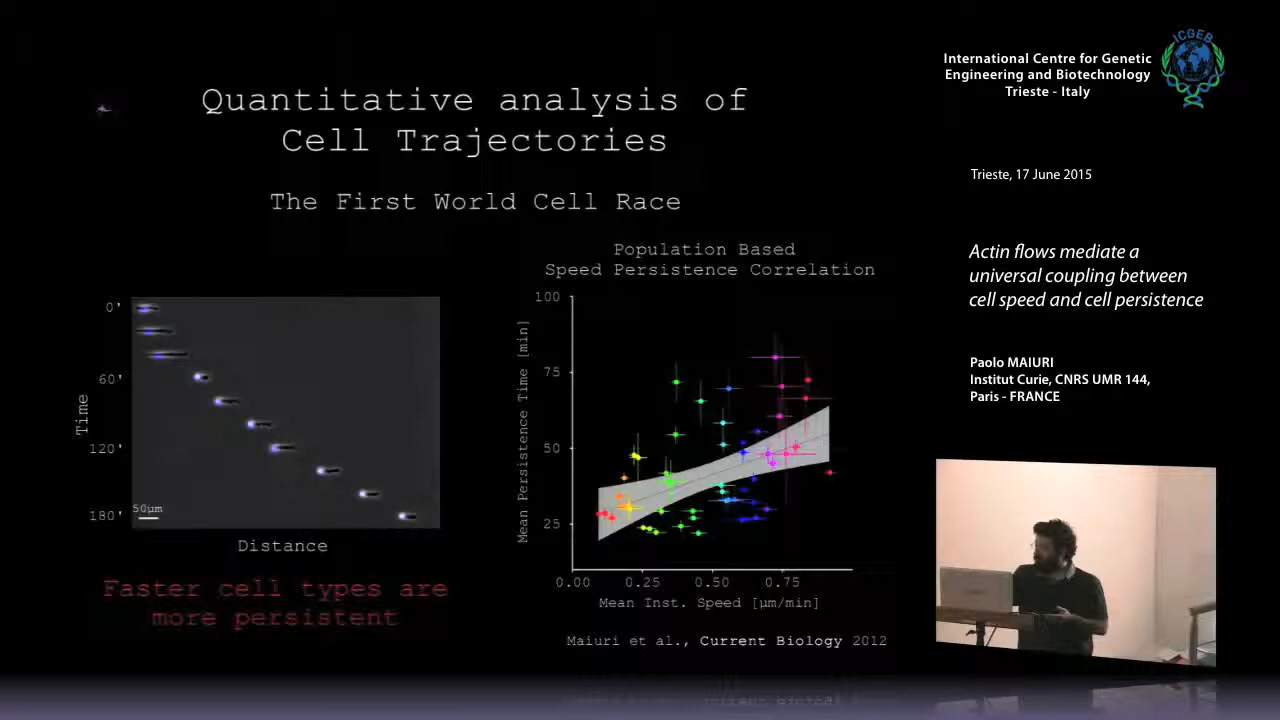 Quantitative analysis of
Cell Trajectories
The First World Cell Race
Population Based
Speed Persistence Correlation
0'
60'
120'
180'
Time
50µm
Distance
Faster cell types are
more persistent
100
75
50
25
Mean Persistence Time [min]
0.00 0.25 0.50 0.75
Mean Inst. Speed [µm/min]
Maiuri et al., Current Biology 2012
International Centre for Genetic
Engineering and Biotechnology
Trieste - Italy
ICGEB
Trieste, 17 June 2015
Actin flows mediate a
universal coupling between
cell speed and cell persistence
Paolo MAIURI
Institut Curie, CNRS UMR 144,
Paris - FRANCE